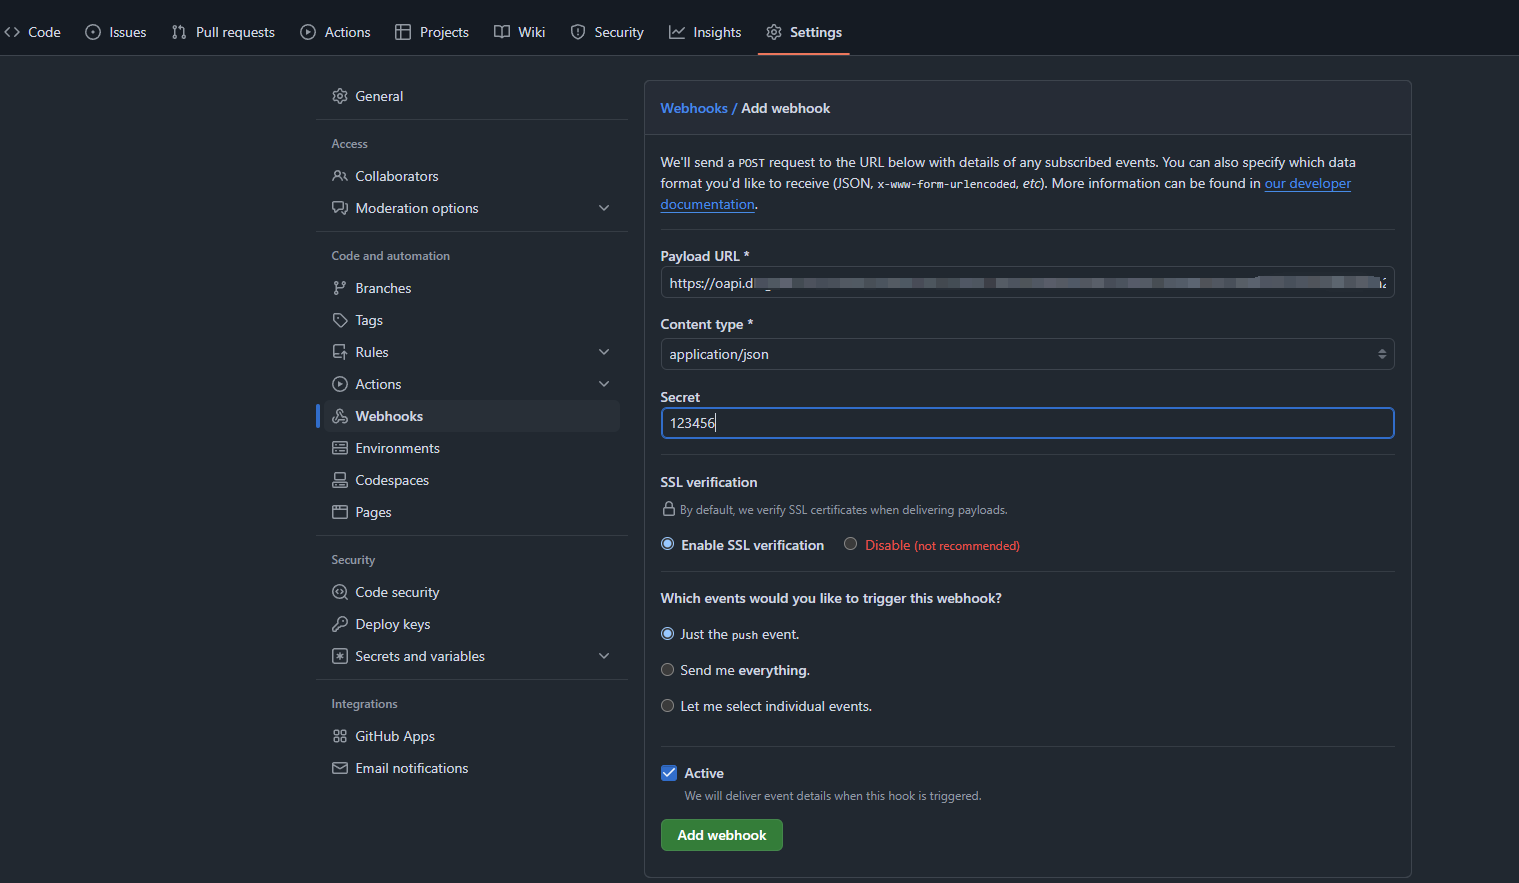 Code Issues Pull requests Actions Projects Wiki Security Insights Settings
General
Access
Collaborators
Moderation options
Code and automation
Branches
Tags
Rules
Actions
Webhooks
Environments
Codespaces
Pages
Security
Code security
Deploy keys
Secrets and variables
Integrations
GitHub Apps
Email notifications
Webhooks / Add webhook
We'll send a POST request to the URL below with details of any subscribed events. You can also specify which data
format you'd like to receive (JSON, x-www-form-urlencoded, etc). More information can be found in our developer
documentation.
Payload URL *
https://oapi.d
Content type *
application/json
Secret
123456
SSL verification
By default, we verify SSL certificates when delivering payloads.
Enable SSL verification Disable (not recommended)
Which events would you like to trigger this webhook?
Just the push event.
Send me everything.
Let me select individual events.
Active
We will deliver event details when this hook is triggered.
Add webhook